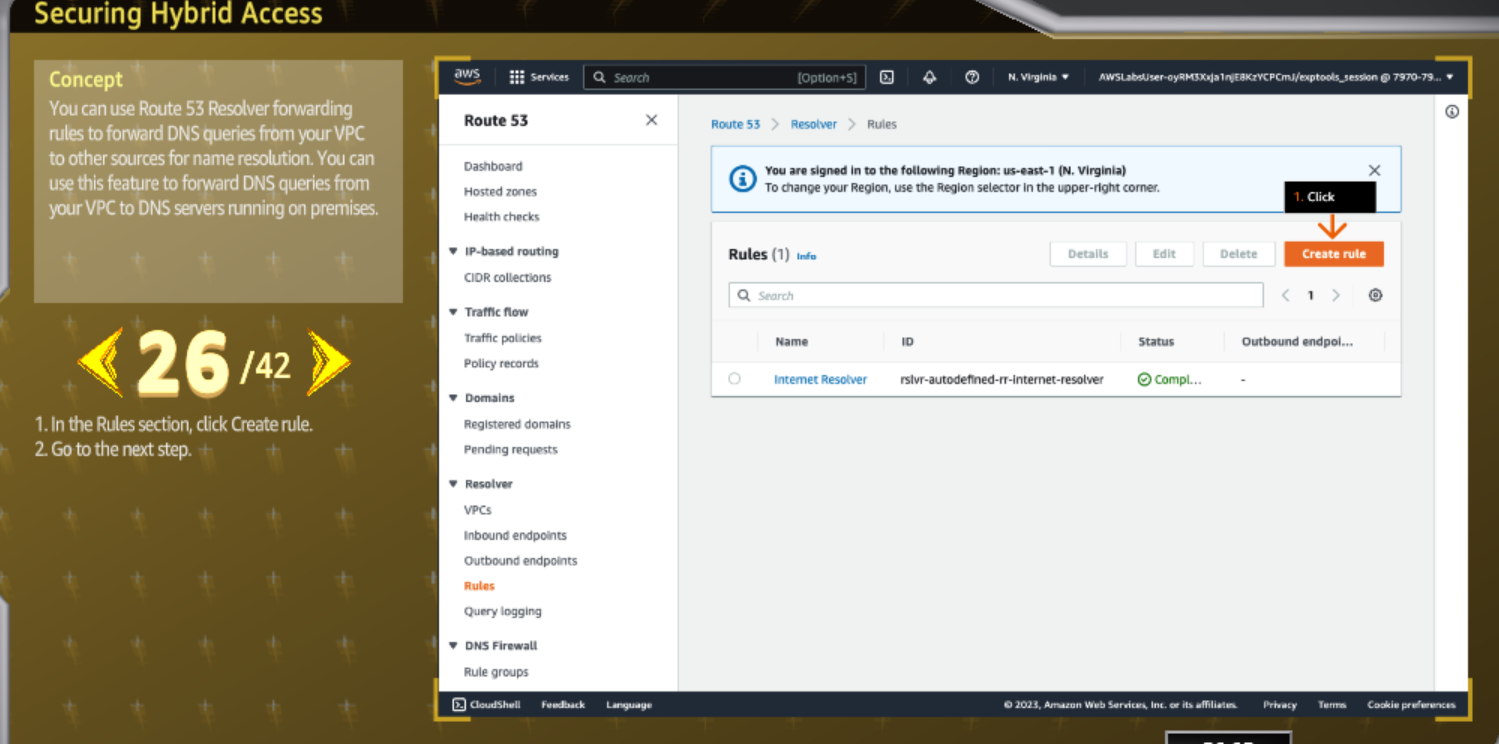 Securing Hybrid Access
Concept
You can use Route 53 Resolver forwarding
rules to forward DNS queries from your VPC
to other sources for name resolution. You can
use this feature to forward DNS queries from
your VPC to DNS servers running on premises.
26 /42
1. In the Rules section, click Create rule.
2. Go to the next step.
aws Services Search [Option+S] N. Virginia AWSLabsUser-oyRM3Xxja1njE8KzYCPCmJ/exptools_session @ 7970-79...
Route 53
Dashboard
Hosted zones
Health checks
IP-based routing
CIDR collections
Traffic flow
Traffic policies
Policy records
Domains
Registered domains
Pending requests
Resolver
VPCs
Inbound endpoints
Outbound endpoints
Rules
Query logging
DNS Firewall
Rule groups
Route 53 > Resolver > Rules
You are signed in to the following Region: us-east-1 (N. Virginia)
To change your Region, use the Region selector in the upper-right corner.
1. Click
Rules (1) Info Details Edit Delete Create rule
Search < 1 >
Name ID Status Outbound endpoi...
Internet Resolver rslvr-autodefined-rr-internet-resolver Compl... -
CloudShell Feedback Language © 2023, Amazon Web Services, Inc. or its affiliates. Privacy Terms Cookie preferences